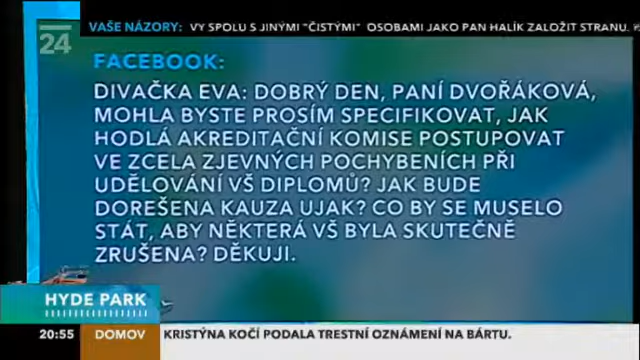 24
VAŠE NÁZORY: VY SPOLU S JINÝMI "ČISTÝMI" OSOBAMI JAKO PAN HALÍK ZALOŽIT STRANU.
FACEBOOK:
DIVAČKA EVA: DOBRÝ DEN, PANÍ DVOŘÁKOVÁ,
MOHLA BYSTE PROSÍM SPECIFIKOVAT, JAK
HODLÁ AKREDITAČNÍ KOMISE POSTUPOVAT
VE ZCELA ZJEVNÝCH POCHYBENÍCH PŘI
UDĚLOVÁNÍ VŠ DIPLOMŮ? JAK BUDE
DOREŠENA KAUZA UJAK? CO BY SE MUSELO
STÁT, ABY NĚKTERÁ VŠ BYLA SKUTEČNĚ
ZRUŠENA? DĚKUJI.
HYDE PARK
20:55 DOMOV KRISTÝNA KOČÍ PODALA TRESTNÍ OZNÁMENÍ NA BÁRTU.